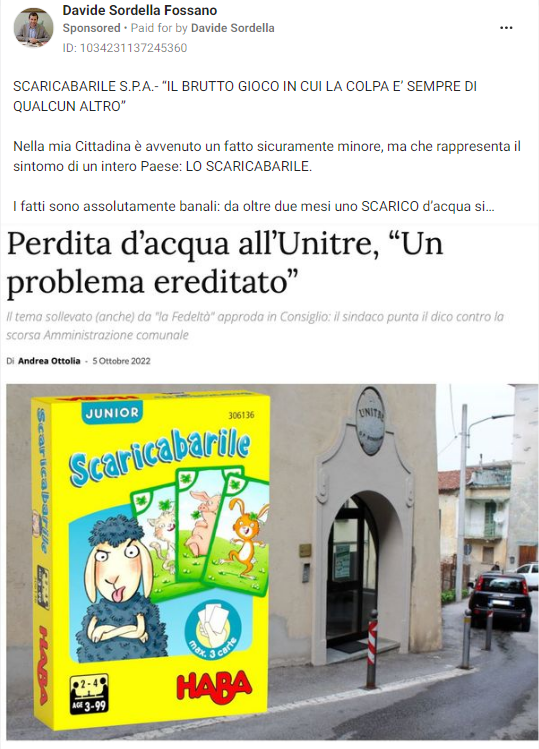 Davide Sordella Fossano
Sponsored • Paid for by Davide Sordella
ID: 1034231137245360
SCARICABARILE S.P.A.- “IL BRUTTO GIOCO IN CUI LA COLPA E’ SEMPRE DI
QUALCUN ALTRO”
Nella mia Cittadina è avvenuto un fatto sicuramente minore, ma che rappresenta il
sintomo di un intero Paese: LO SCARICABARILE.
I fatti sono assolutamente banali: da oltre due mesi uno SCARICO d’acqua si...
Perdita d’acqua all’Unitre, “Un
problema ereditato”
Il tema sollevato (anche) da "la Fedeltà" approda in Consiglio: il sindaco punta il dico contro la
scorsa Amministrazione comunale
Di Andrea Ottolia - 5 Ottobre 2022
JUNIOR
306136
Scaricabarile
Scaricabarile
max. 3 carte
2-4
AGE 3-99
HABA
HABA
UNITRE